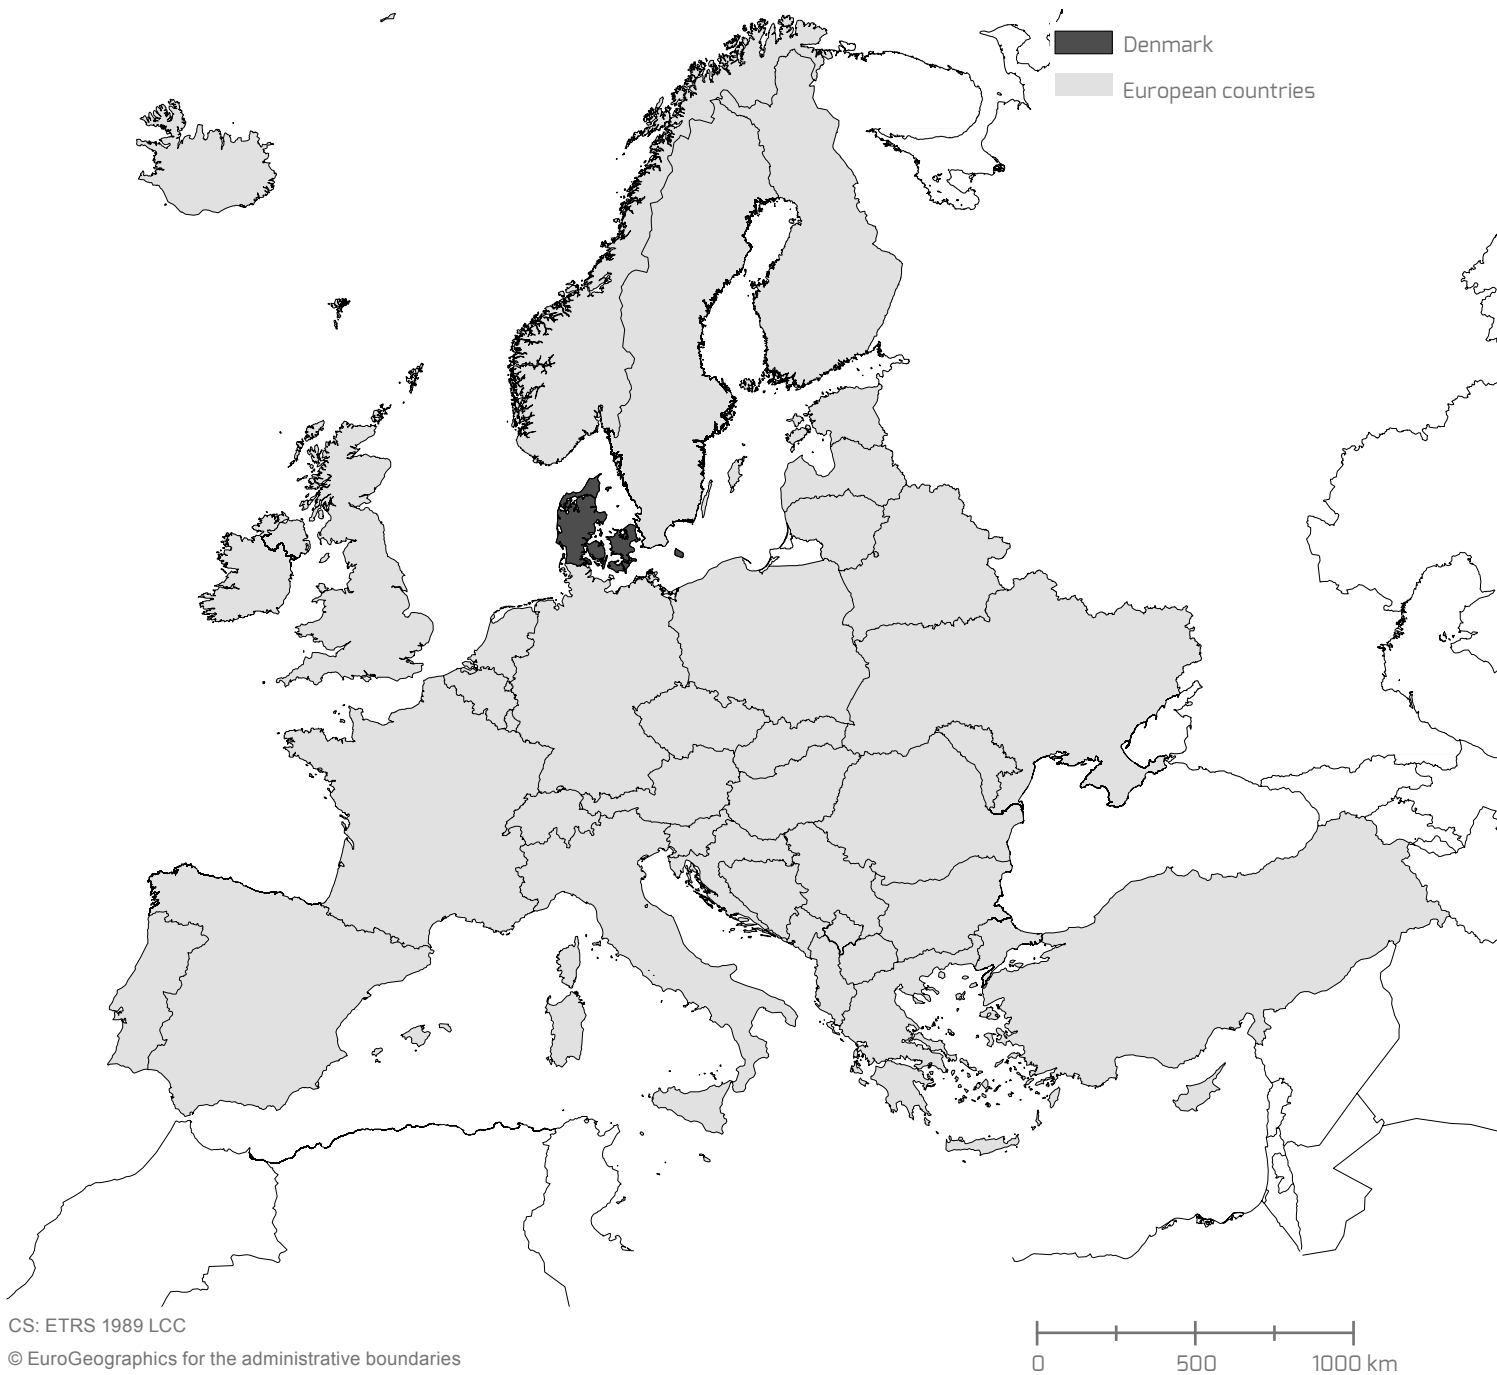 Denmark
European countries
CS: ETRS 1989 LCC
© EuroGeographics for the administrative boundaries
0 500 1000 km